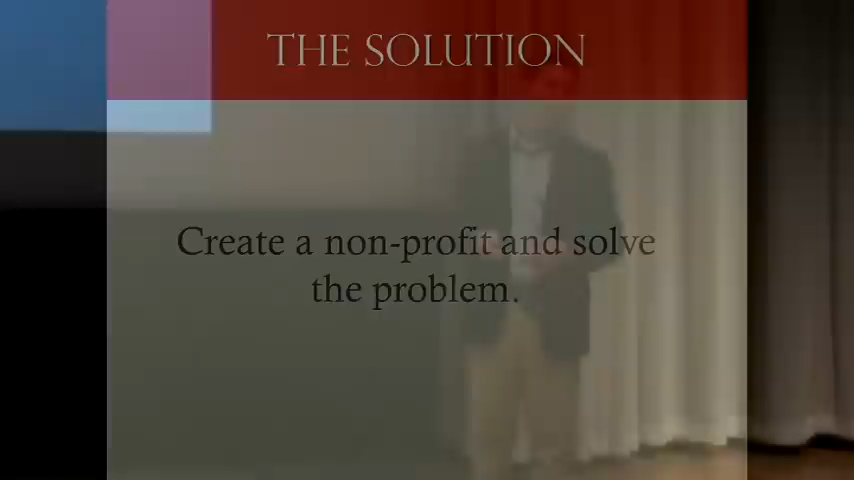 THE SOLUTION
Create a non-profit and solve
the problem.